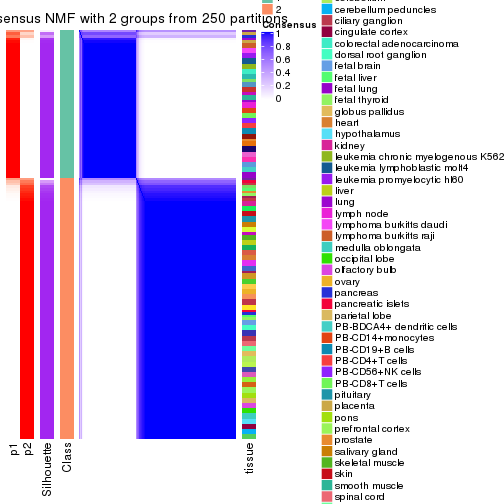 sensus NMF with 2 groups from 250 partitions
2
Consensus
1
0.8
0.6
0.4
0.2
0
p1
p2
Silhouette
Class
tissue
cerebellum peduncles
ciliary ganglion
cingulate cortex
colorectal adenocarcinoma
dorsal root ganglion
fetal brain
fetal liver
fetal lung
fetal thyroid
globus pallidus
heart
hypothalamus
kidney
leukemia chronic myelogenous K562
leukemia lymphoblastic molt4
leukemia promyelocytic hl60
liver
lung
lymph node
lymphoma burkitts daudi
lymphoma burkitts raji
medulla oblongata
occipital lobe
olfactory bulb
ovary
pancreas
pancreatic islets
parietal lobe
PB-BDCA4+ dendritic cells
PB-CD14+monocytes
PB-CD19+B cells
PB-CD4+T cells
PB-CD56+NK cells
PB-CD8+T cells
pituitary
placenta
pons
prefrontal cortex
prostate
salivary gland
skeletal muscle
skin
smooth muscle
spinal cord